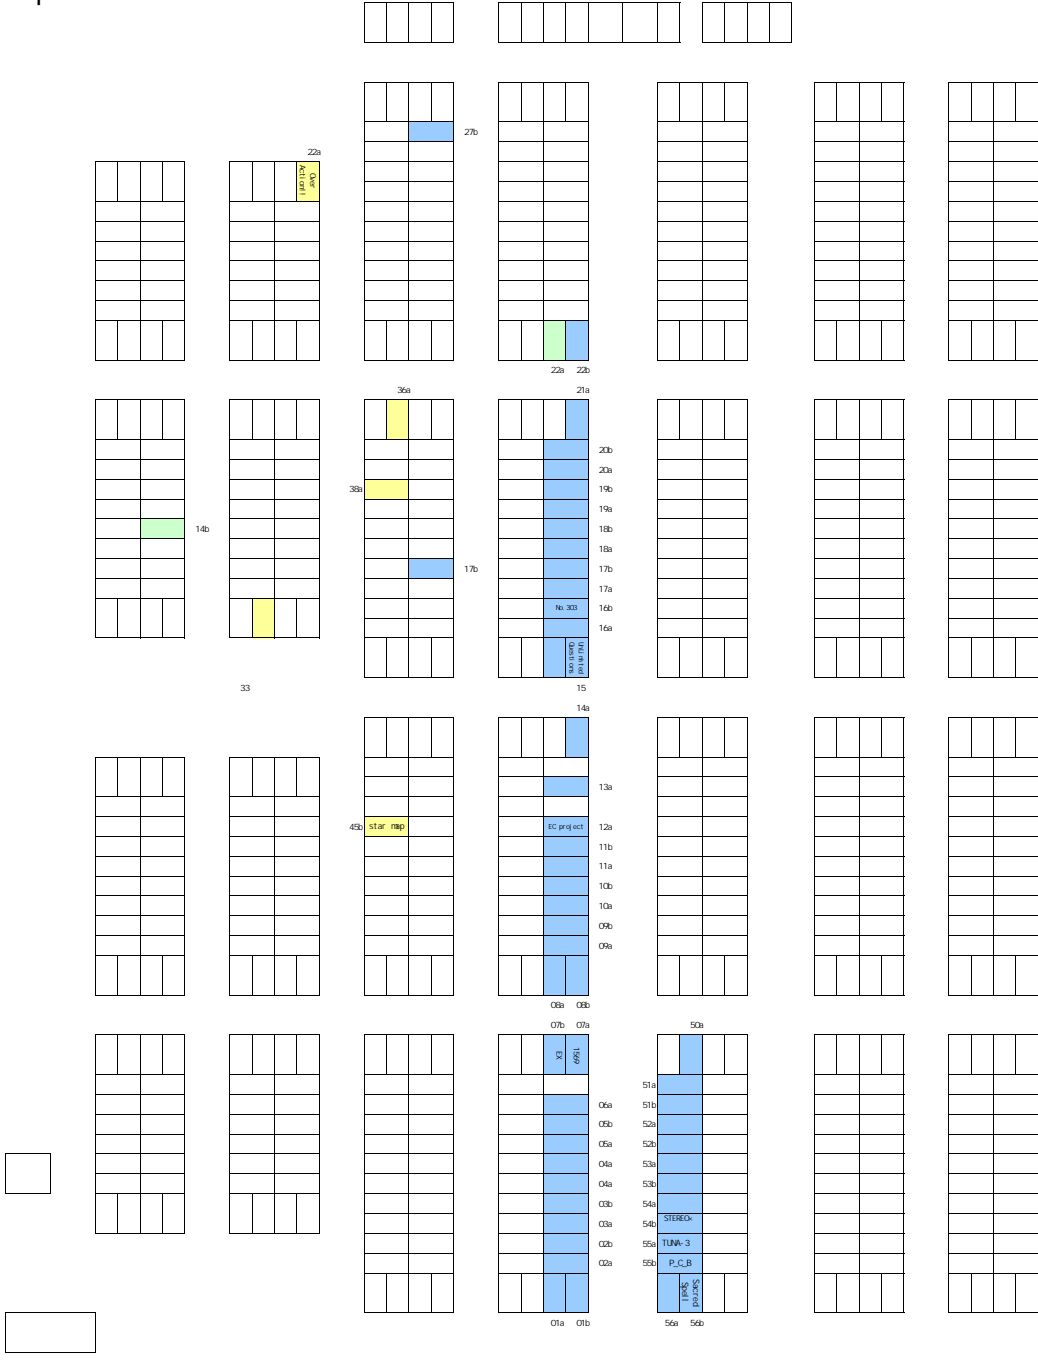 27b
22a
Over
Action!!
22a 22b
36a
21a
20b
20a
38a
19b
19a
14b
18b
18a
17b
17b
17a
No.303
16b
16a
Unlimited
Questions
33
15
14a
13a
45b
star map
EC project
12a
11b
11a
10b
10a
09b
09a
08a 08b
07b 07a
50a
EX
1569
51a
06a
51b
05b
52a
05a
52b
04a
53a
04a
53b
03b
54a
03a
54b
STEREO×
02b
55a
TUNA-3
02a
55b
P_C_B
Sacred
Spell
01a 01b
56a 56b